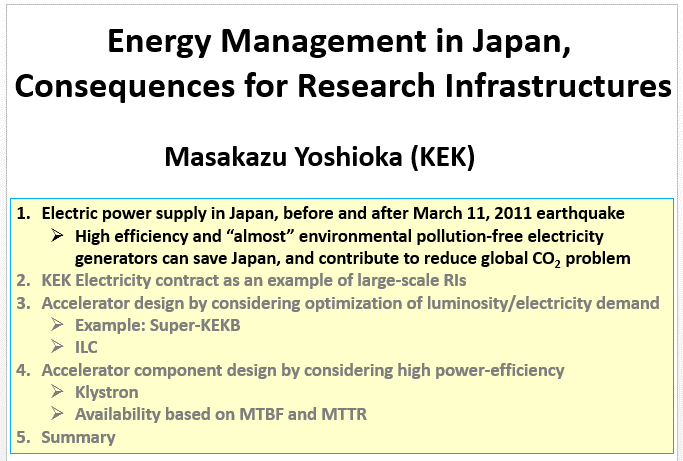 Energy Management in Japan,
Consequences for Research Infrastructures
Masakazu Yoshioka (KEK)
1. Electric power supply in Japan, before and after March 11, 2011 earthquake
➢ High efficiency and “almost” environmental pollution-free electricity
generators can save Japan, and contribute to reduce global CO₂ problem
2. KEK Electricity contract as an example of large-scale RIs
3. Accelerator design by considering optimization of luminosity/electricity demand
➢ Example: Super-KEKB
➢ ILC
4. Accelerator component design by considering high power-efficiency
➢ Klystron
➢ Availability based on MTBF and MTTR
5. Summary